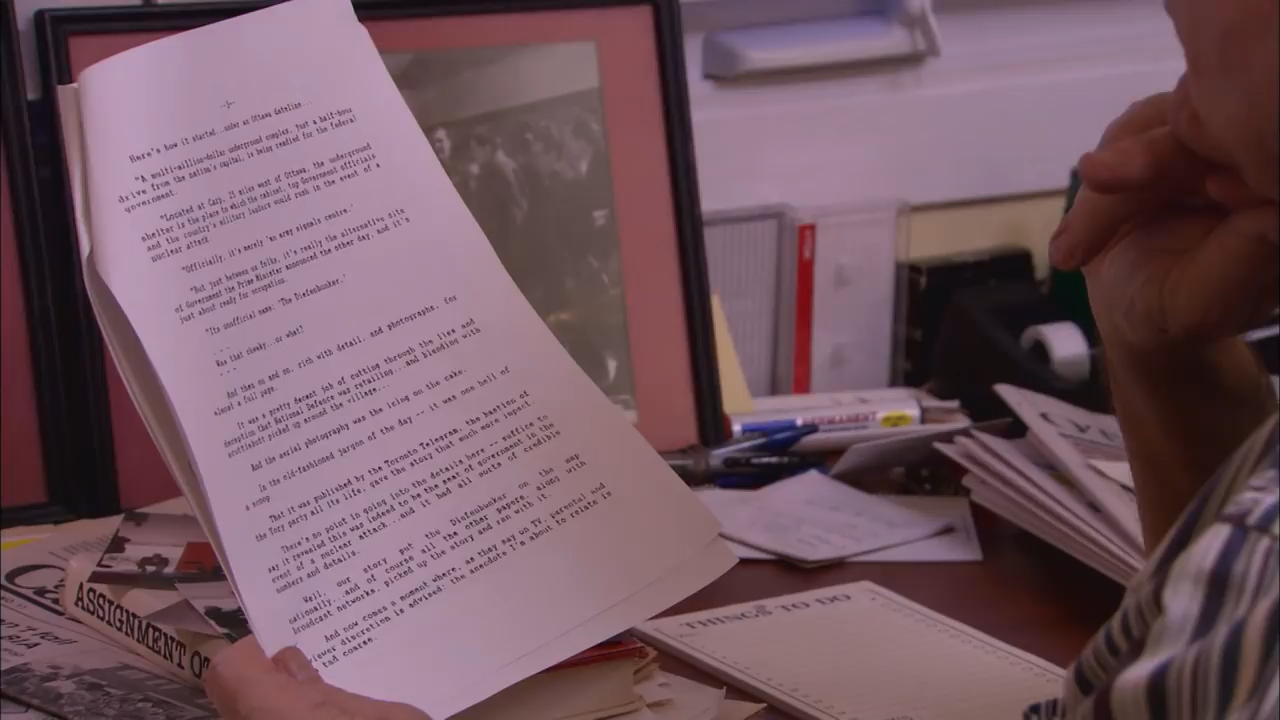 -3-
Here's how it started...under an Ottawa dateline...
"A multi-million-dollar underground complex, just a half-hour
drive from the nation's capital, is being readied for the federal
government.
"Located at Carp, 25 miles west of Ottawa, the underground
shelter is the place to which the cabinet, top Government officials
and the country's military leaders would rush in the event of a
nuclear attack.
"Officially, it's merely 'an army signals centre.'
"But just between us folks, it's really the alternative site
of Government the Prime Minister announced the other day, and it's
just about ready for occupation.
"Its unofficial name: 'The Diefenbunker.'
- - -
Was that cheeky...or what?
- - -
And then on and on, rich with detail, and photographs, for
almost a full page.
It was a pretty decent job of cutting through the lies and
deception that National Defence was retailing...and blending with
scuttlebutt picked up around the village...
And the aerial photography was the icing on the cake.
In the old-fashioned jargon of the day -- it was one hell of
a scoop.
That it was published by the Toronto Telegram, the bastion of
the Tory party all its life, gave the story that much more impact.
There's no point in going into the details here -- suffice to
say it revealed this was indeed to be the seat of government in the
event of a nuclear attack...and it had all sorts of credible
numbers and details.
Well, our story put the Diefenbunker on the map
nationally...and of course all the other papers, along with
broadcast networks, picked up the story and ran with it.
And now comes a moment where, as they say on TV, parental and
viewer discretion is advised: the anecdote I'm about to relate is
tad coarse.
ASSIGNMENT
PERMANENT
THINGS TO DO